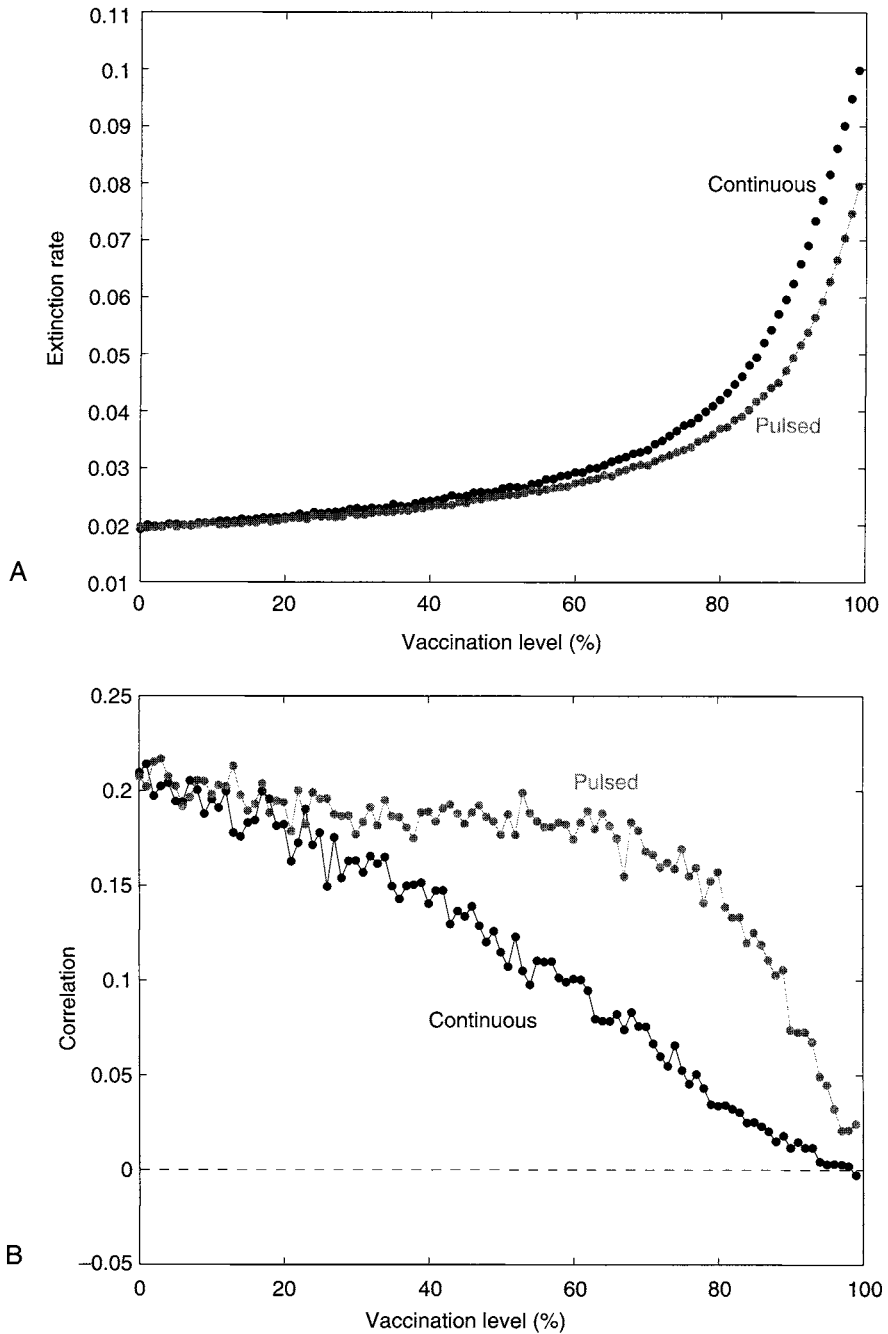 0.11
0.1
0.09
0.08
0.07
0.06
0.05
0.04
0.03
0.02
0.01
Extinction rate
Continuous
Pulsed
A
0 20 40 60 80 100
Vaccination level (%)
0.25
0.2
0.15
0.1
0.05
0
−0.05
Correlation
Pulsed
Continuous
B
0 20 40 60 80 100
Vaccination level (%)